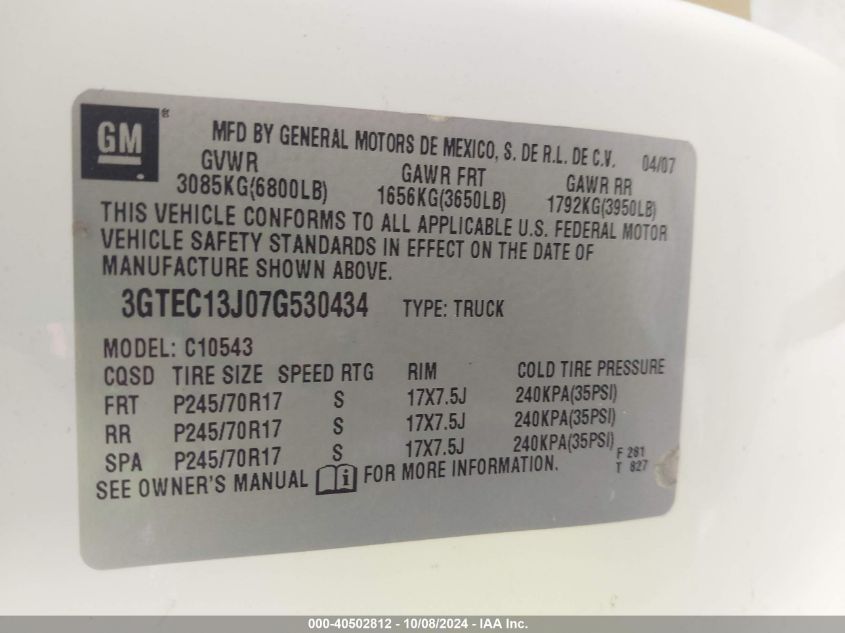 GM ®
MFD BY GENERAL MOTORS DE MEXICO, S. DE R.L. DE C.V. 04/07
GVWR GAWR FRT GAWR RR
3085KG(6800LB) 1656KG(3650LB) 1792KG(3950LB)
THIS VEHICLE CONFORMS TO ALL APPLICABLE U.S. FEDERAL MOTOR
VEHICLE SAFETY STANDARDS IN EFFECT ON THE DATE OF
MANUFACTURE SHOWN ABOVE.
3GTEC13J07G530434 TYPE: TRUCK
MODEL: C10543
CQSD TIRE SIZE SPEED RTG RIM COLD TIRE PRESSURE
FRT P245/70R17 S 17X7.5J 240KPA(35PSI)
RR P245/70R17 S 17X7.5J 240KPA(35PSI)
SPA P245/70R17 S 17X7.5J 240KPA(35PSI)
F 281
T 827
SEE OWNER'S MANUAL i FOR MORE INFORMATION.
000-40502812 - 10/08/2024 - IAA Inc.